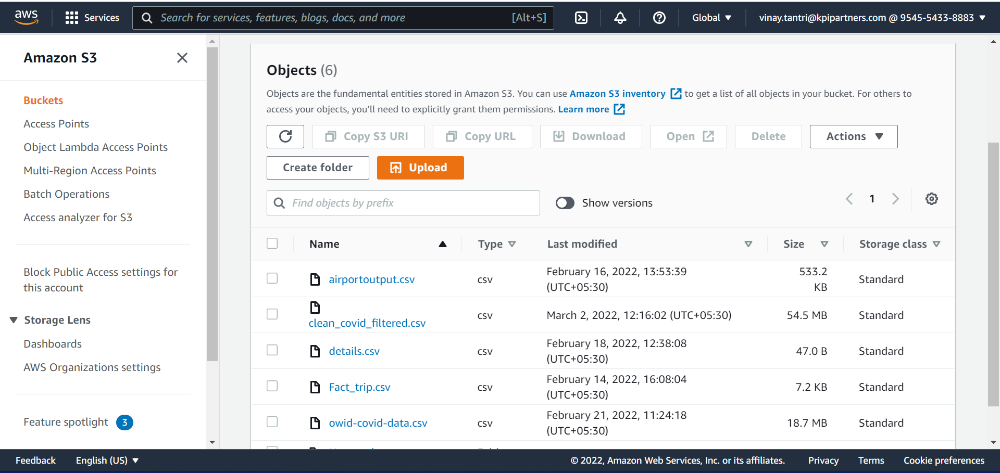 aws Services Search for services, features, blogs, docs, and more [Alt+S] Global ▼ vinay.tantri@kpipartners.com @ 9545-5433-8883 ▼
Amazon S3
Buckets
Access Points
Object Lambda Access Points
Multi-Region Access Points
Batch Operations
Access analyzer for S3
Block Public Access settings for
this account
▼ Storage Lens
Dashboards
AWS Organizations settings
Feature spotlight 3
Objects (6)
Objects are the fundamental entities stored in Amazon S3. You can use Amazon S3 inventory to get a list of all objects in your bucket. For others to
access your objects, you'll need to explicitly grant them permissions. Learn more
Copy S3 URI Copy URL Download Open Delete Actions ▼
Create folder Upload
Find objects by prefix Show versions 1
Name Type Last modified Size Storage class
airportoutput.csv csv February 16, 2022, 13:53:39 (UTC+05:30) 533.2 KB Standard
clean_covid_filtered.csv csv March 2, 2022, 12:16:02 (UTC+05:30) 54.5 MB Standard
details.csv csv February 18, 2022, 12:38:08 (UTC+05:30) 47.0 B Standard
Fact_trip.csv csv February 14, 2022, 16:08:04 (UTC+05:30) 7.2 KB Standard
owid-covid-data.csv csv February 21, 2022, 11:24:18 (UTC+05:30) 18.7 MB Standard
Feedback English (US) ▼ © 2022, Amazon Web Services, Inc. or its affiliates. Privacy Terms Cookie preferences